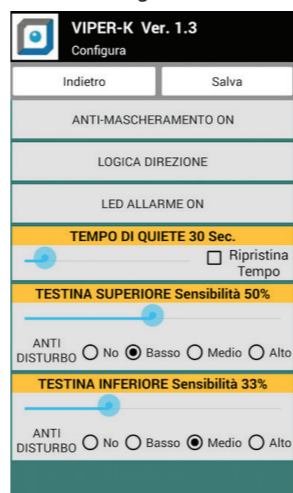 VIPER-K Ver. 1.3
Configura
Indietro Salva
ANTI-MASCHERAMENTO ON
LOGICA DIREZIONE
LED ALLARME ON
TEMPO DI QUIETE 30 Sec.
Ripristina
Tempo
TESTINA SUPERIORE Sensibilità 50%
ANTI
DISTURBO No Basso Medio Alto
TESTINA INFERIORE Sensibilità 33%
ANTI
DISTURBO No Basso Medio Alto